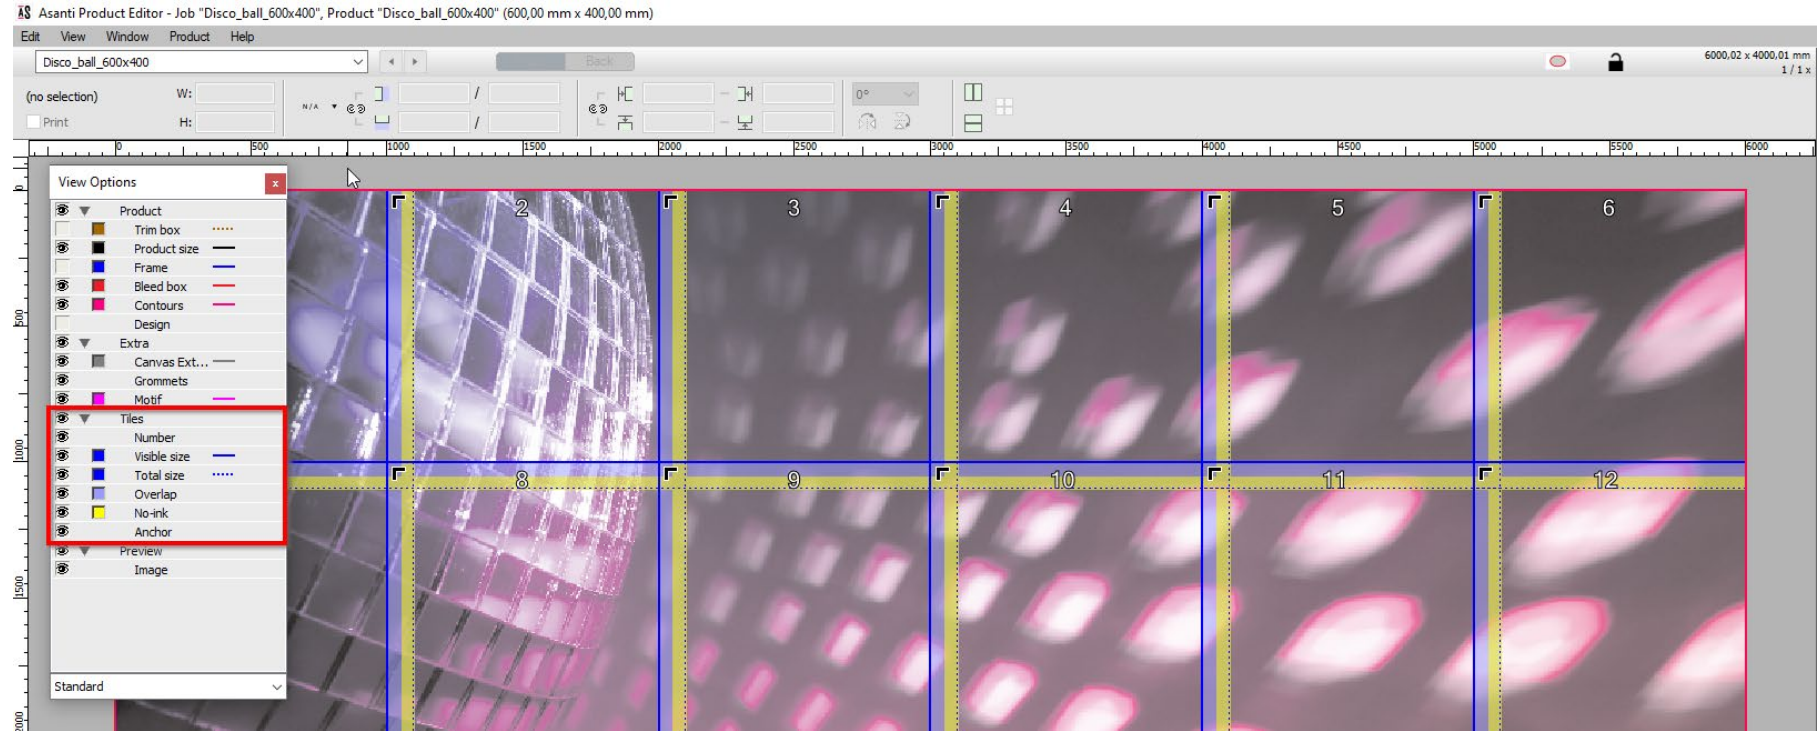 Asanti Product Editor - Job "Disco_ball_600x400", Product "Disco_ball_600x400" (600,00 mm x 400,00 mm)
Edit View Window Product Help
Disco_ball_600x400
Back
6000,02 x 4000,01 mm
1 / 1 x
(no selection)
W:
N/A
/
0°
Print
H:
/
0 500 1000 1500 2000 2500 3000 3500 4000 4500 5000 5500 6000
0
500
1000
1500
2000
View Options
x
Product
Trim box
Product size
Frame
Bleed box
Contours
Design
Extra
Canvas Ext...
Grommets
Motif
Tiles
Number
Visible size
Total size
Overlap
No-ink
Anchor
Preview
Image
Standard
2 3 4 5 6
8 9 10 11 12